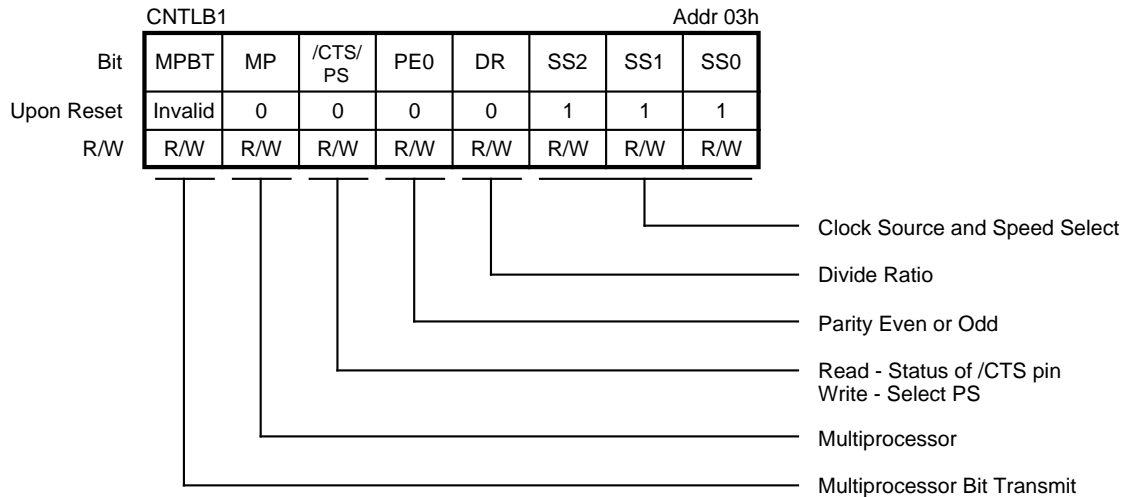 CNTLB1 Addr 03h
Bit MPBT MP /CTS/ PS PE0 DR SS2 SS1 SS0
Upon Reset Invalid 0 0 0 0 1 1 1
R/W R/W R/W R/W R/W R/W R/W R/W R/W
Clock Source and Speed Select
Divide Ratio
Parity Even or Odd
Read - Status of /CTS pin
Write - Select PS
Multiprocessor
Multiprocessor Bit Transmit